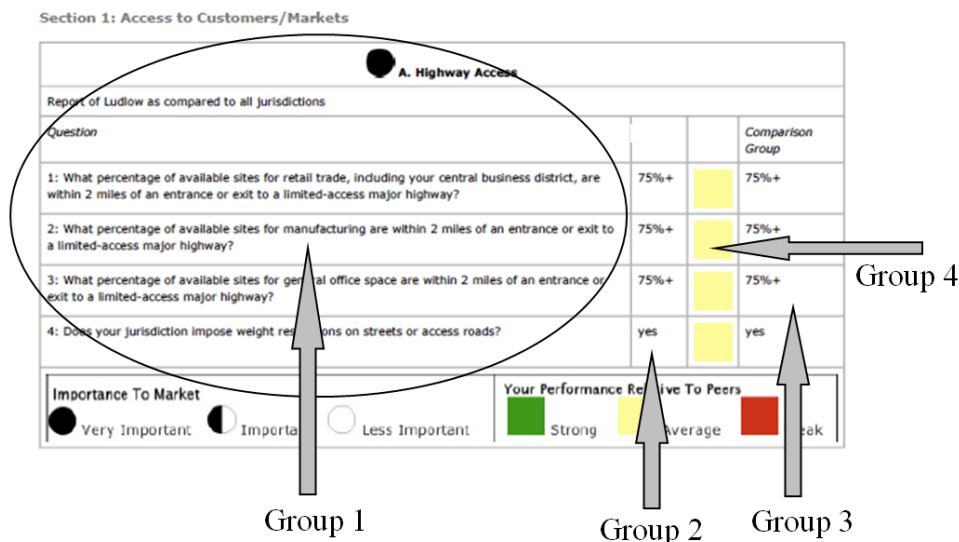 Section 1: Access to Customers/Markets
A. Highway Access
Report of Ludlow as compared to all jurisdictions
Question
Comparison
Group
1: What percentage of available sites for retail trade, including your central business district, are
within 2 miles of an entrance or exit to a limited-access major highway?
75%+
75%+
2: What percentage of available sites for manufacturing are within 2 miles of an entrance or exit to
a limited-access major highway?
75%+
75%+
Group 4
3: What percentage of available sites for general office space are within 2 miles of an entrance or
exit to a limited-access major highway?
75%+
75%+
4: Does your jurisdiction impose weight restrictions on streets or access roads?
yes
yes
Importance To Market
Very Important
Important
Less Important
Your Performance Relative To Peers
Strong
Average
Weak
Group 1
Group 2
Group 3